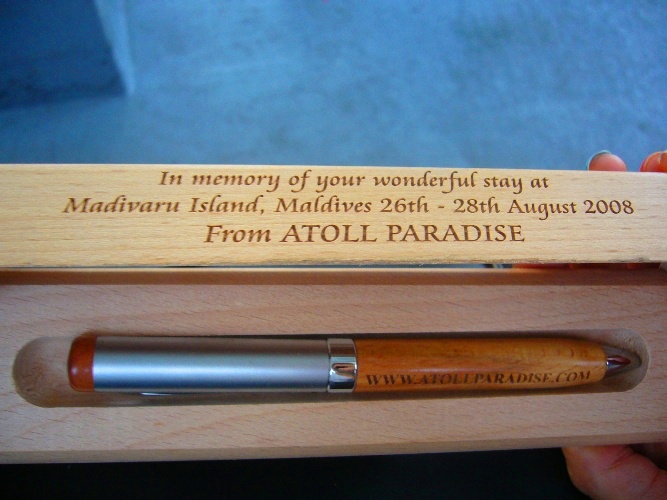 In memory of your wonderful stay at
Madivaru Island, Maldives 26th - 28th August 2008
From ATOLL PARADISE
WWW.ATOLLPARADISE.COM